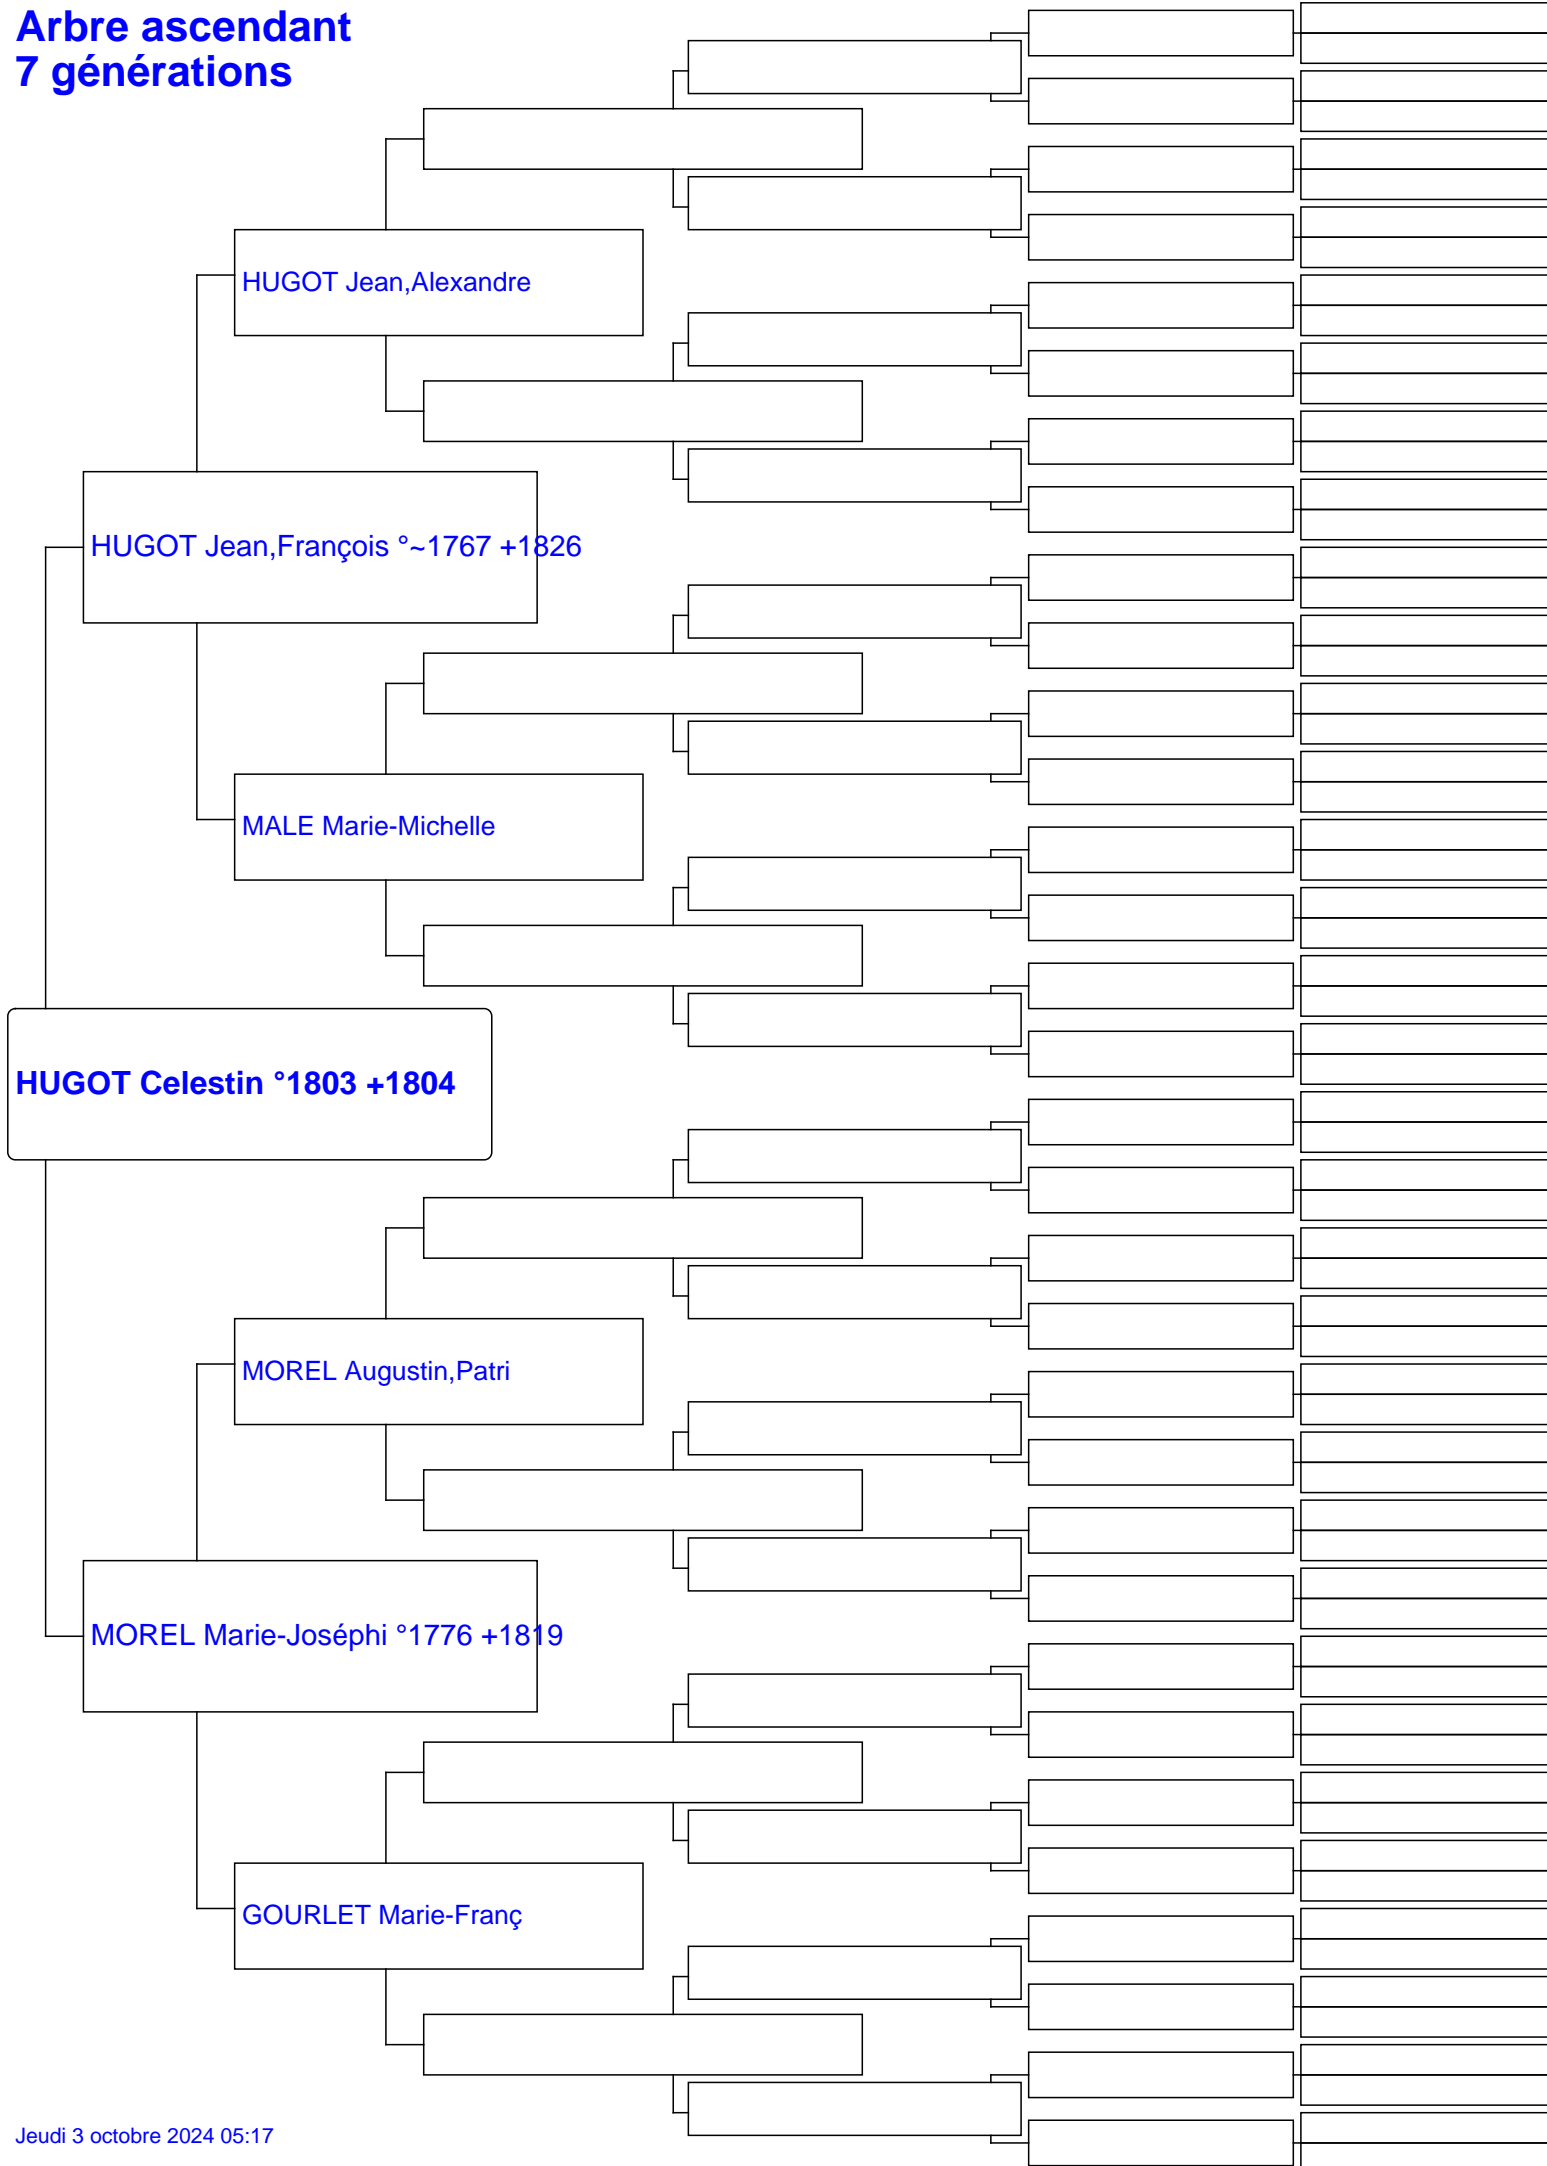 Arbre ascendant
7 générations
HUGOT Jean,Alexandre
HUGOT Jean,François °~1767 +1826
MALE Marie-Michelle
HUGOT Celestin °1803 +1804
MOREL Augustin,Patri
MOREL Marie-Joséphi °1776 +1819
GOURLET Marie-Franç
Jeudi 3 octobre 2024 05:17